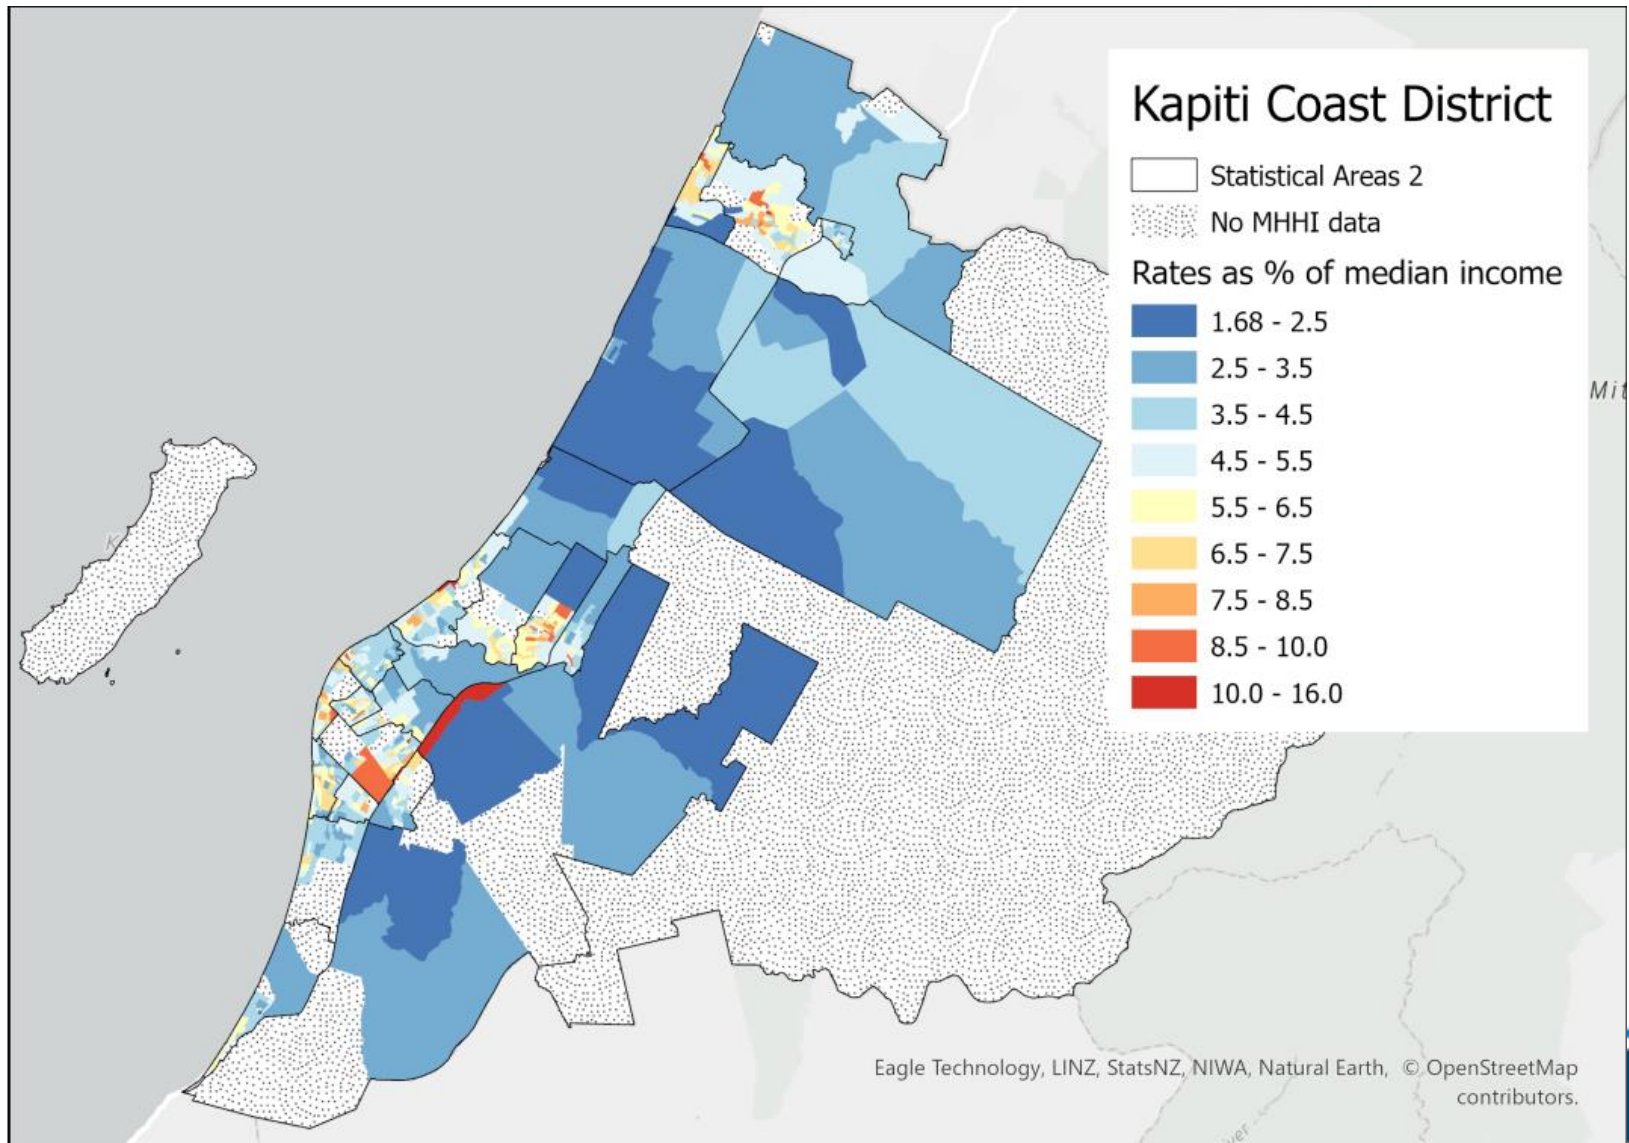 Kapiti Coast District
Statistical Areas 2
No MHHI data
Rates as % of median income
1.68 - 2.5
2.5 - 3.5
3.5 - 4.5
4.5 - 5.5
5.5 - 6.5
6.5 - 7.5
7.5 - 8.5
8.5 - 10.0
10.0 - 16.0
Mit
K
Eagle Technology, LINZ, StatsNZ, NIWA, Natural Earth, © OpenStreetMap
contributors.